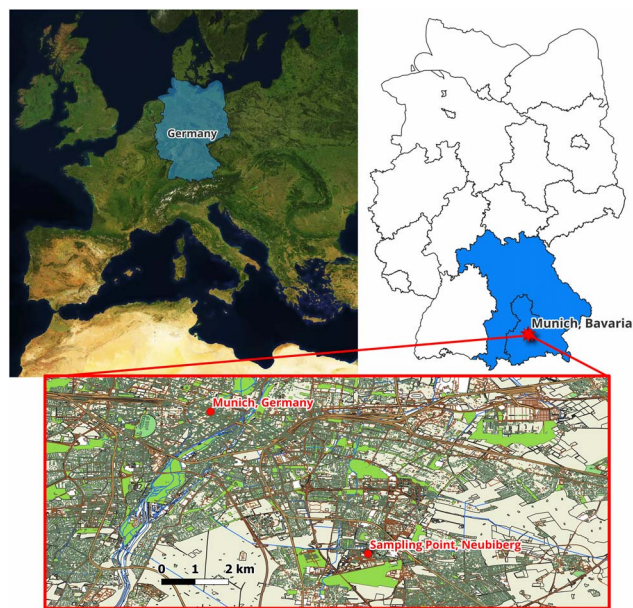 Germany
Munich, Bavaria
Munich, Germany
Sampling Point, Neubiberg
0 1 2 km